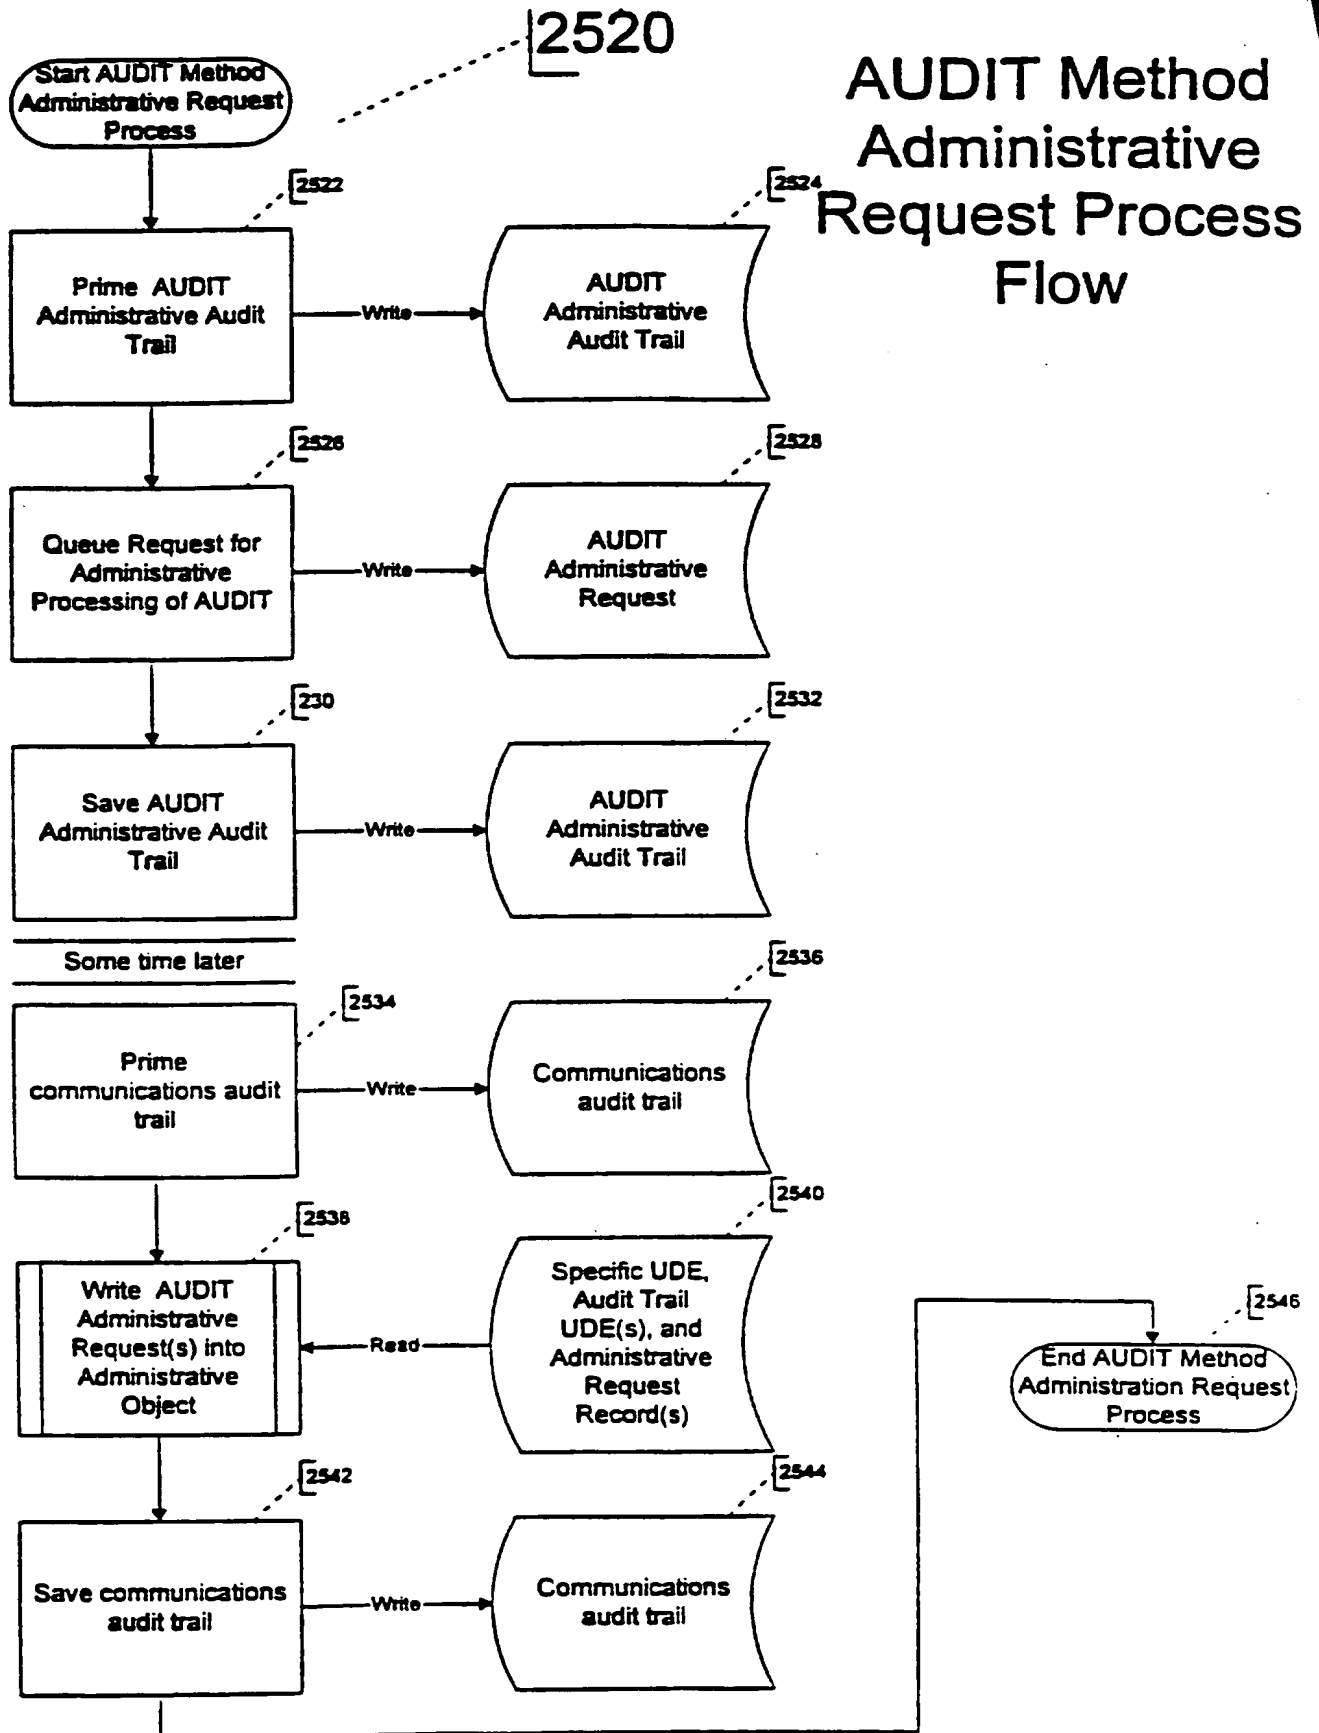 2520
AUDIT Method
Administrative
Request Process
Flow
Start AUDIT Method
Administrative Request
Process
2522
2524
Prime AUDIT
Administrative Audit
Trail
Write
AUDIT
Administrative
Audit Trail
2526
2528
Queue Request for
Administrative
Processing of AUDIT
Write
AUDIT
Administrative
Request
230
2532
Save AUDIT
Administrative Audit
Trail
Write
AUDIT
Administrative
Audit Trail
Some time later
2534
2536
Prime
communications audit
trail
Write
Communications
audit trail
2538
2540
Write AUDIT
Administrative
Request(s) into
Administrative
Object
Read
Specific UDE,
Audit Trail
UDE(s), and
Administrative
Request
Record(s)
2542
2544
Save communications
audit trail
Write
Communications
audit trail
2546
End AUDIT Method
Administration Request
Process